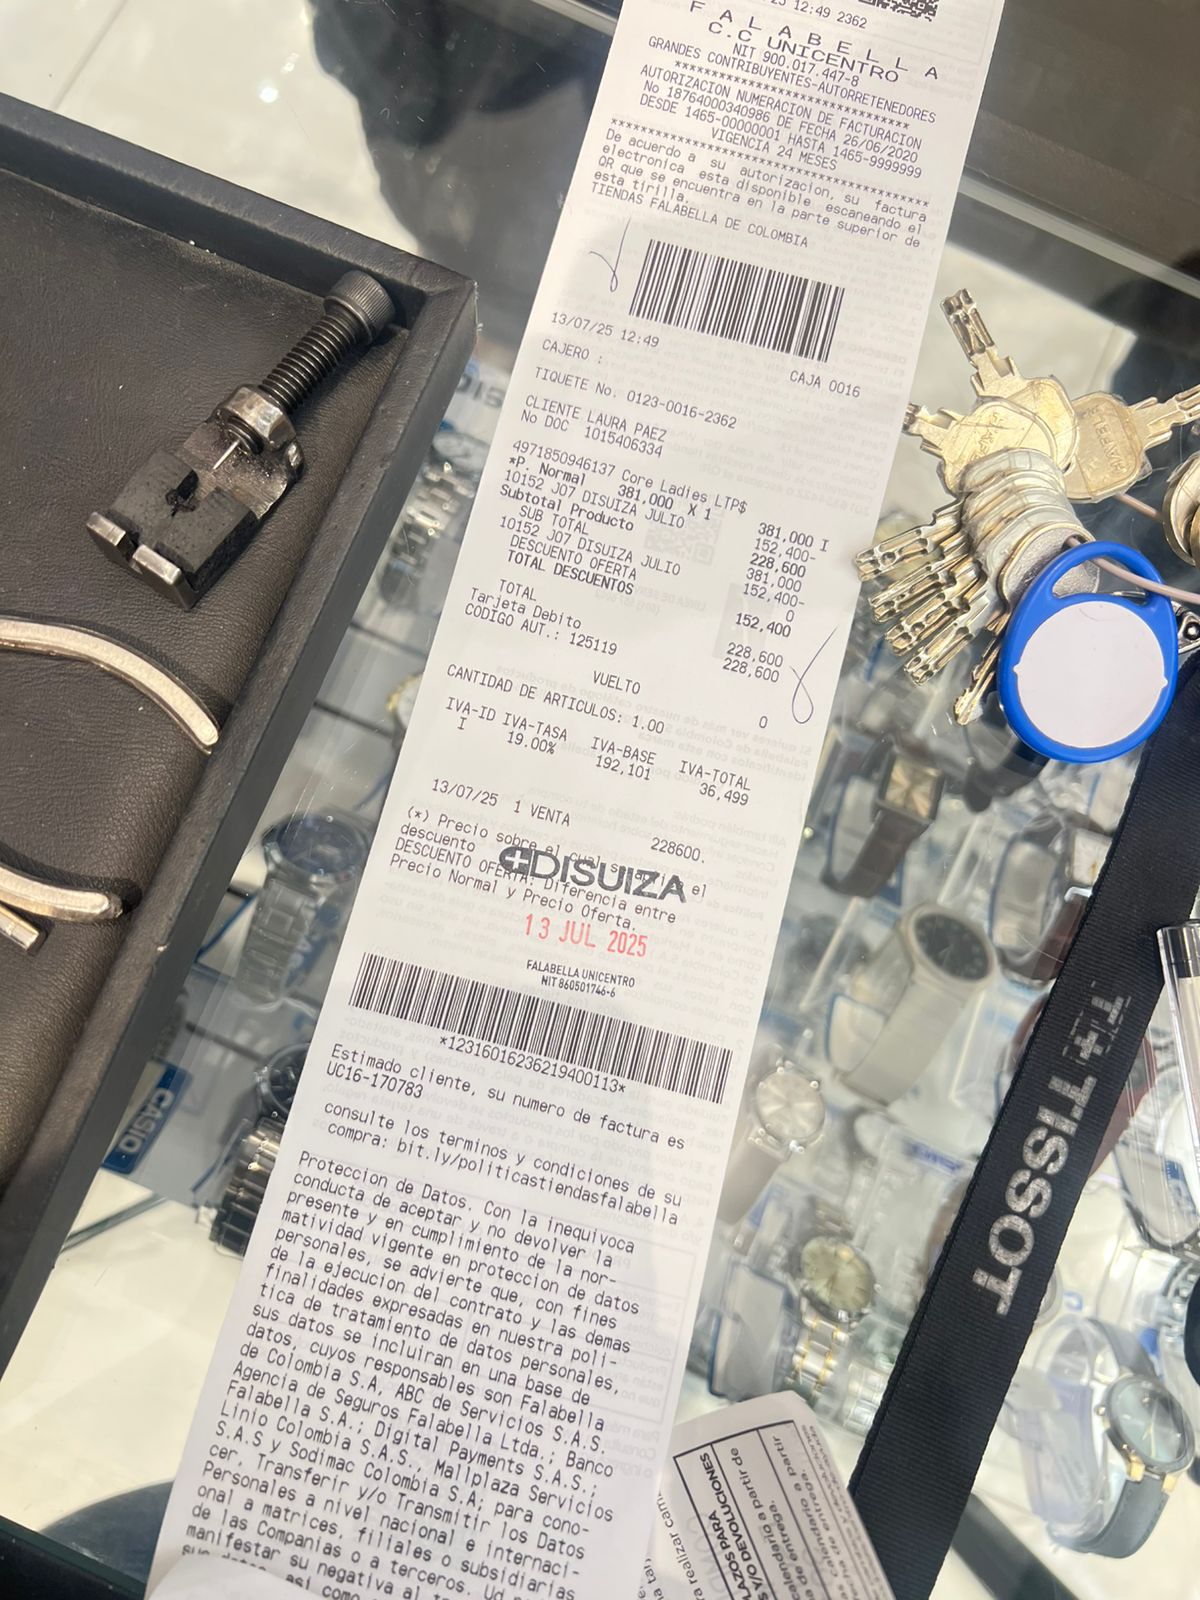 25 12:49 2362
F A L A B E L L A
C.C UNICENTRO
NIT 900.017.447-8
GRANDES CONTRIBUYENTES-AUTORRETENEDORES
******************************
AUTORIZACION NUMERACION DE FACTURACION
No 18764000340986 DE FECHA 26/06/2020
DESDE 1465-00000001 HASTA 1465-9999999
VIGENCIA 24 MESES
****************************************
De acuerdo a su autorizacion, su factura
electronica esta disponible escaneando el
QR que se encuentra en la parte superior de
esta tirilla.
TIENDAS FALABELLA DE COLOMBIA
13/07/25 12:49
CAJERO : CAJA 0016
TIQUETE No. 0123-0016-2362
CLIENTE LAURA PAEZ
No DOC 1015406334
4971850946137 Core Ladies LTP$ 381,000 I
*P. Normal 381,000 X 1
10152 J07 DISUIZA JULIO 152,400-
Subtotal Producto 228,600
SUB TOTAL 381,000
10152 J07 DISUIZA JULIO 152,400-
DESCUENTO OFERTA 0
TOTAL DESCUENTOS 152,400
TOTAL 228,600
Tarjeta Debito 228,600
CODIGO AUT.: 125119
VUELTO 0
CANTIDAD DE ARTICULOS: 1.00
IVA-ID IVA-TASA IVA-BASE IVA-TOTAL
I 19.00% 192,101 36,499
13/07/25 1 VENTA 228600.
(*) Precio sobre el cual el
descuento
DESCUENTO OFERTA: Diferencia entre
Precio Normal y Precio Oferta.
DISUIZA
13 JUL 2025
FALABELLA UNICENTRO
NIT 860501746-6
*12316016236219400113*
Estimado cliente, su numero de factura es
UC16-170783
consulte los terminos y condiciones de su
compra: bit.ly/politicastiendasfalabella
Proteccion de Datos. Con la inequivoca
conducta de aceptar y no devolver la
presente y en cumplimiento de la nor-
matividad vigente en proteccion de datos
personales, se advierte que, con fines
de la ejecucion del contrato y las demas
finalidades expresadas en nuestra poli-
tica de tratamiento de datos personales,
sus datos se incluiran en una base de
datos, cuyos responsables son Falabella
de Colombia S.A, ABC de Servicios S.A.S,
Agencia de Seguros Falabella Ltda.; Banco
Falabella S.A.; Digital Payments S.A.S.;
Linio Colombia S.A.S., Mallplaza Servicios
S.A.S y Sodimac Colombia S.A; para cono-
cer, Transferir y/o Transmitir los Datos
Personales a nivel nacional e internaci-
onal a matrices, filiales o subsidiarias
de las Companias o a terceros. Ud
manifestar su negativa al
asi como
TISSOT
CASIO
PLAZOS PARA
S Y/O DEVOLUCIONES
calendario a partir de
de entrega.
calendario a partir